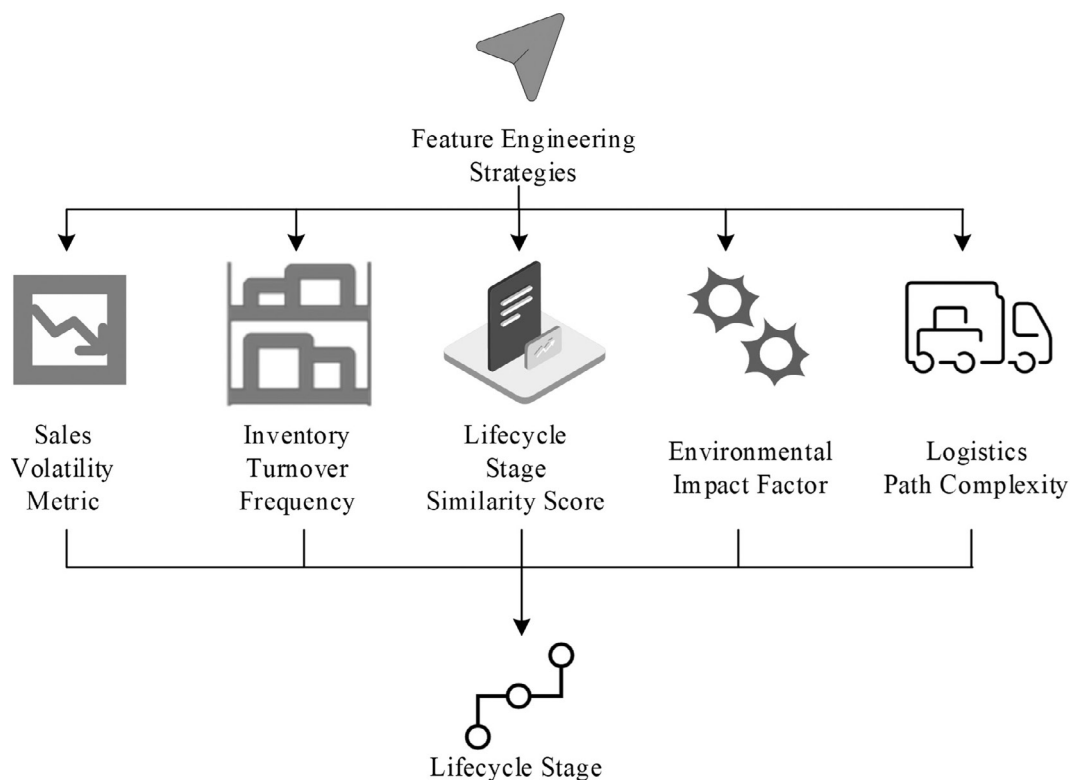 Feature Engineering
Strategies
Sales
Volatility
Metric
Inventory
Turnover
Frequency
Lifecycle
Stage
Similarity Score
Environmental
Impact Factor
Logistics
Path Complexity
Lifecycle Stage